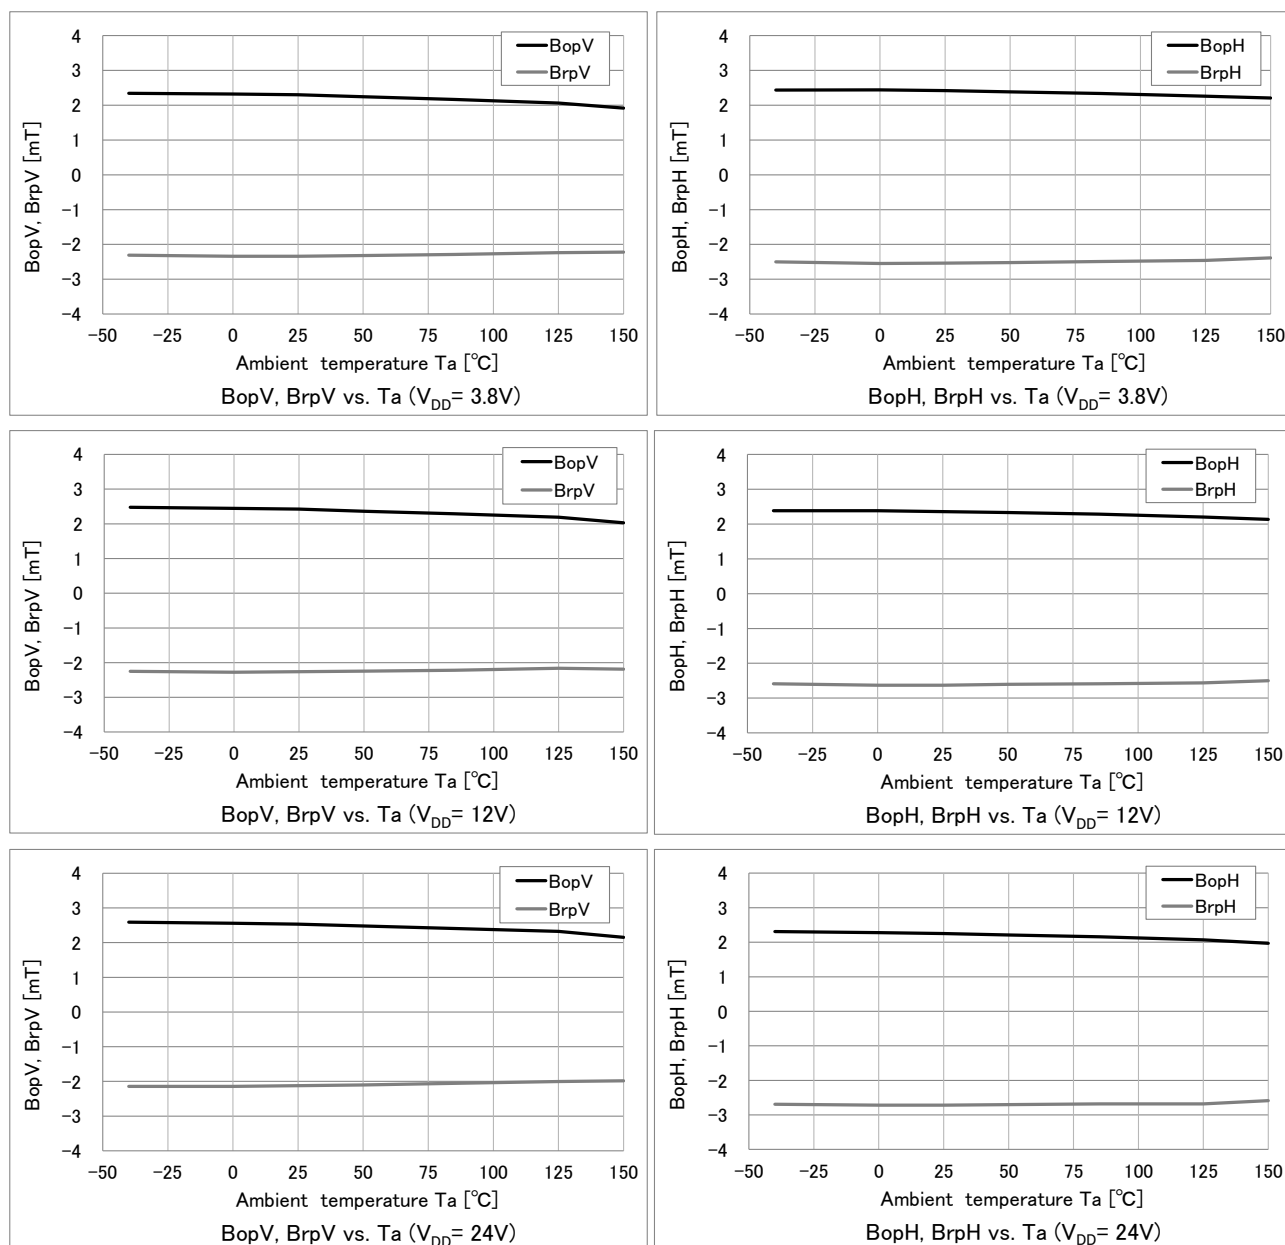 BopV
BrpV
4
3
2
1
0
−1
−2
−3
−4
BopV, BrpV [mT]
−50 −25 0 25 50 75 100 125 150
Ambient temperature Ta [℃]
BopV, BrpV vs. Ta (VDD= 3.8V)
BopH
BrpH
4
3
2
1
0
−1
−2
−3
−4
BopH, BrpH [mT]
−50 −25 0 25 50 75 100 125 150
Ambient temperature Ta [℃]
BopH, BrpH vs. Ta (VDD= 3.8V)
BopV
BrpV
4
3
2
1
0
−1
−2
−3
−4
BopV, BrpV [mT]
−50 −25 0 25 50 75 100 125 150
Ambient temperature Ta [℃]
BopV, BrpV vs. Ta (VDD= 12V)
BopH
BrpH
4
3
2
1
0
−1
−2
−3
−4
BopH, BrpH [mT]
−50 −25 0 25 50 75 100 125 150
Ambient temperature Ta [℃]
BopH, BrpH vs. Ta (VDD= 12V)
BopV
BrpV
4
3
2
1
0
−1
−2
−3
−4
BopV, BrpV [mT]
−50 −25 0 25 50 75 100 125 150
Ambient temperature Ta [℃]
BopV, BrpV vs. Ta (VDD= 24V)
BopH
BrpH
4
3
2
1
0
−1
−2
−3
−4
BopH, BrpH [mT]
−50 −25 0 25 50 75 100 125 150
Ambient temperature Ta [℃]
BopH, BrpH vs. Ta (VDD= 24V)